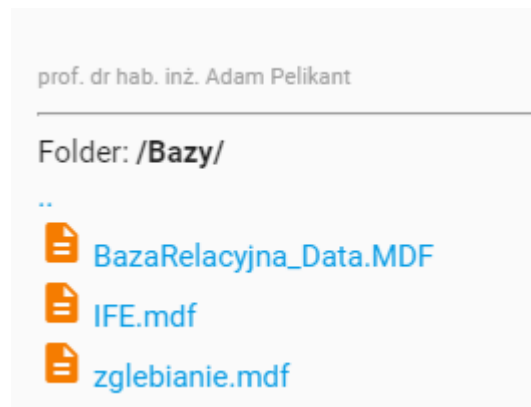 prof. dr hab. inż. Adam Pelikant
Folder: /Bazy/
..
BazaRelacyjna_Data.MDF
IFE.mdf
zglebianie.mdf